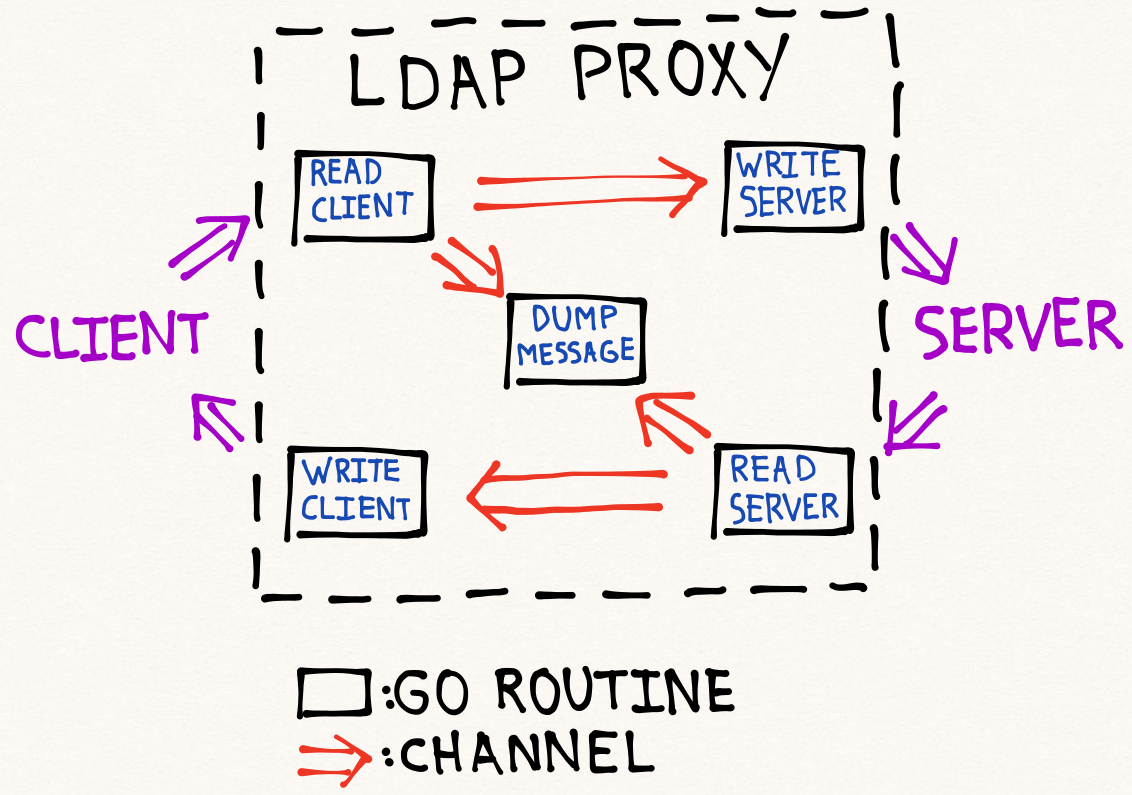 LDAP PROXY
READ
CLIENT
WRITE
SERVER
DUMP
MESSAGE
CLIENT
SERVER
WRITE
CLIENT
READ
SERVER
:GO ROUTINE
:CHANNEL